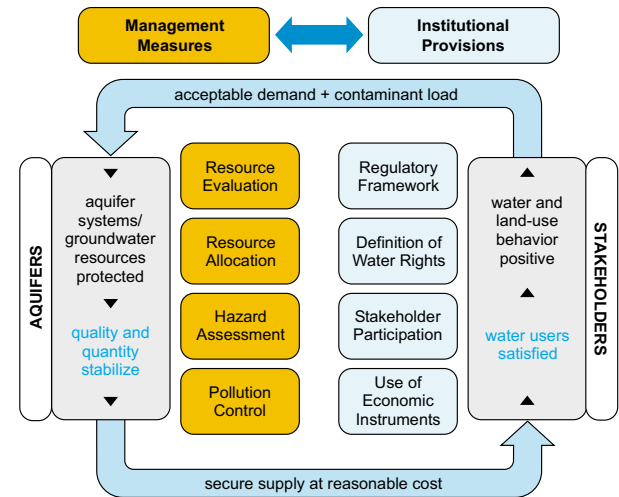 Management
Measures
Institutional
Provisions
acceptable demand + contaminant load
AQUIFERS
aquifer
systems/
groundwater
resources
protected
quality and
quantity
stabilize
Resource
Evaluation
Resource
Allocation
Hazard
Assessment
Pollution
Control
Regulatory
Framework
Definition of
Water Rights
Stakeholder
Participation
Use of
Economic
Instruments
water and
land-use
behavior
positive
water users
satisfied
STAKEHOLDERS
secure supply at reasonable cost